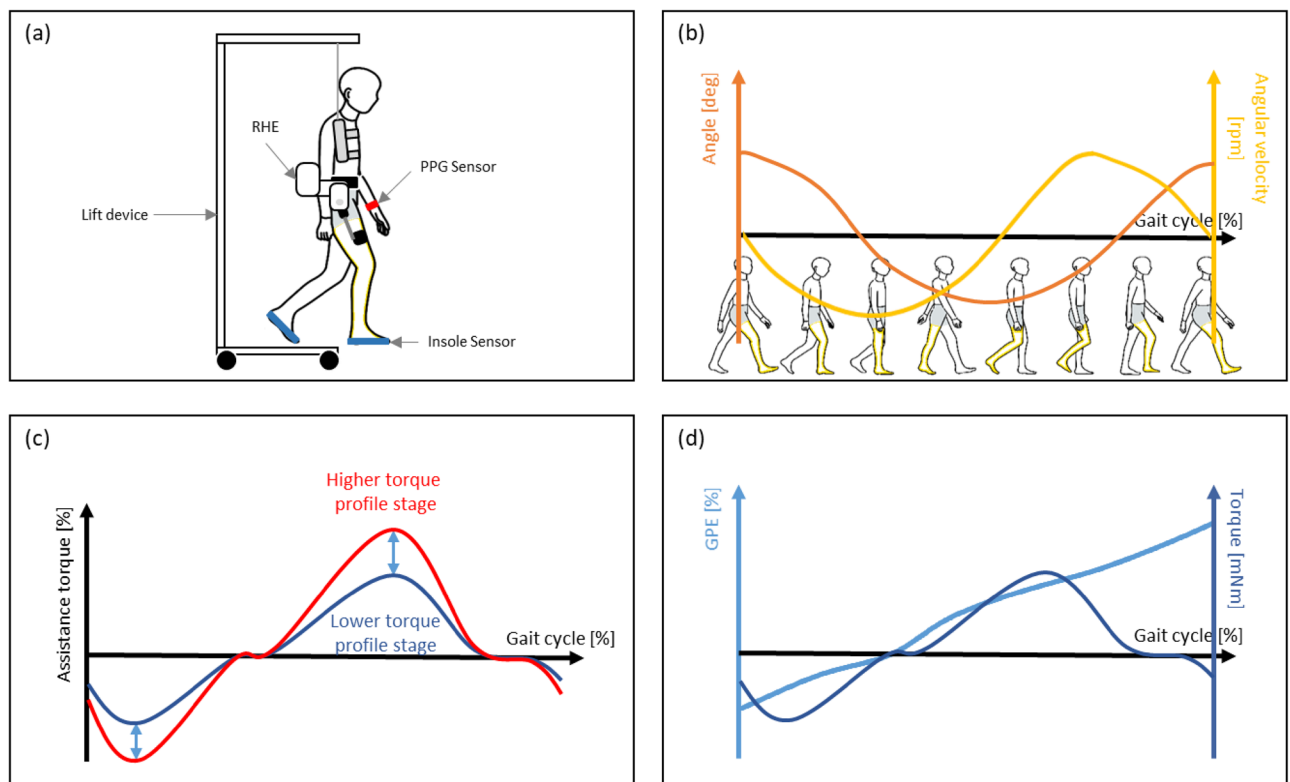 (a)
RHE
PPG Sensor
Lift device
Insole Sensor
(b)
Angle [deg]
Angular velocity
[rpm]
Gait cycle [%]
(c)
Higher torque
profile stage
Assistance torque [%]
Lower torque
profile stage
Gait cycle [%]
(d)
GPE [%]
Torque [mNm]
Gait cycle [%]